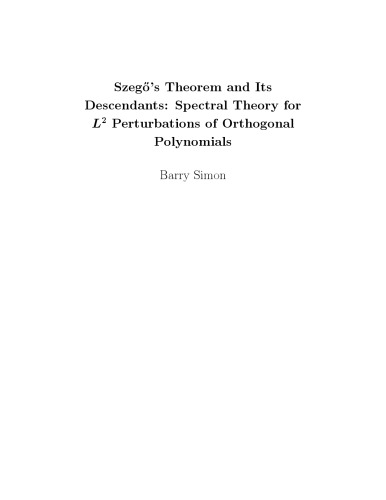 Szegő's Theorem and Its
Descendants: Spectral Theory for
L² Perturbations of Orthogonal
Polynomials
Barry Simon